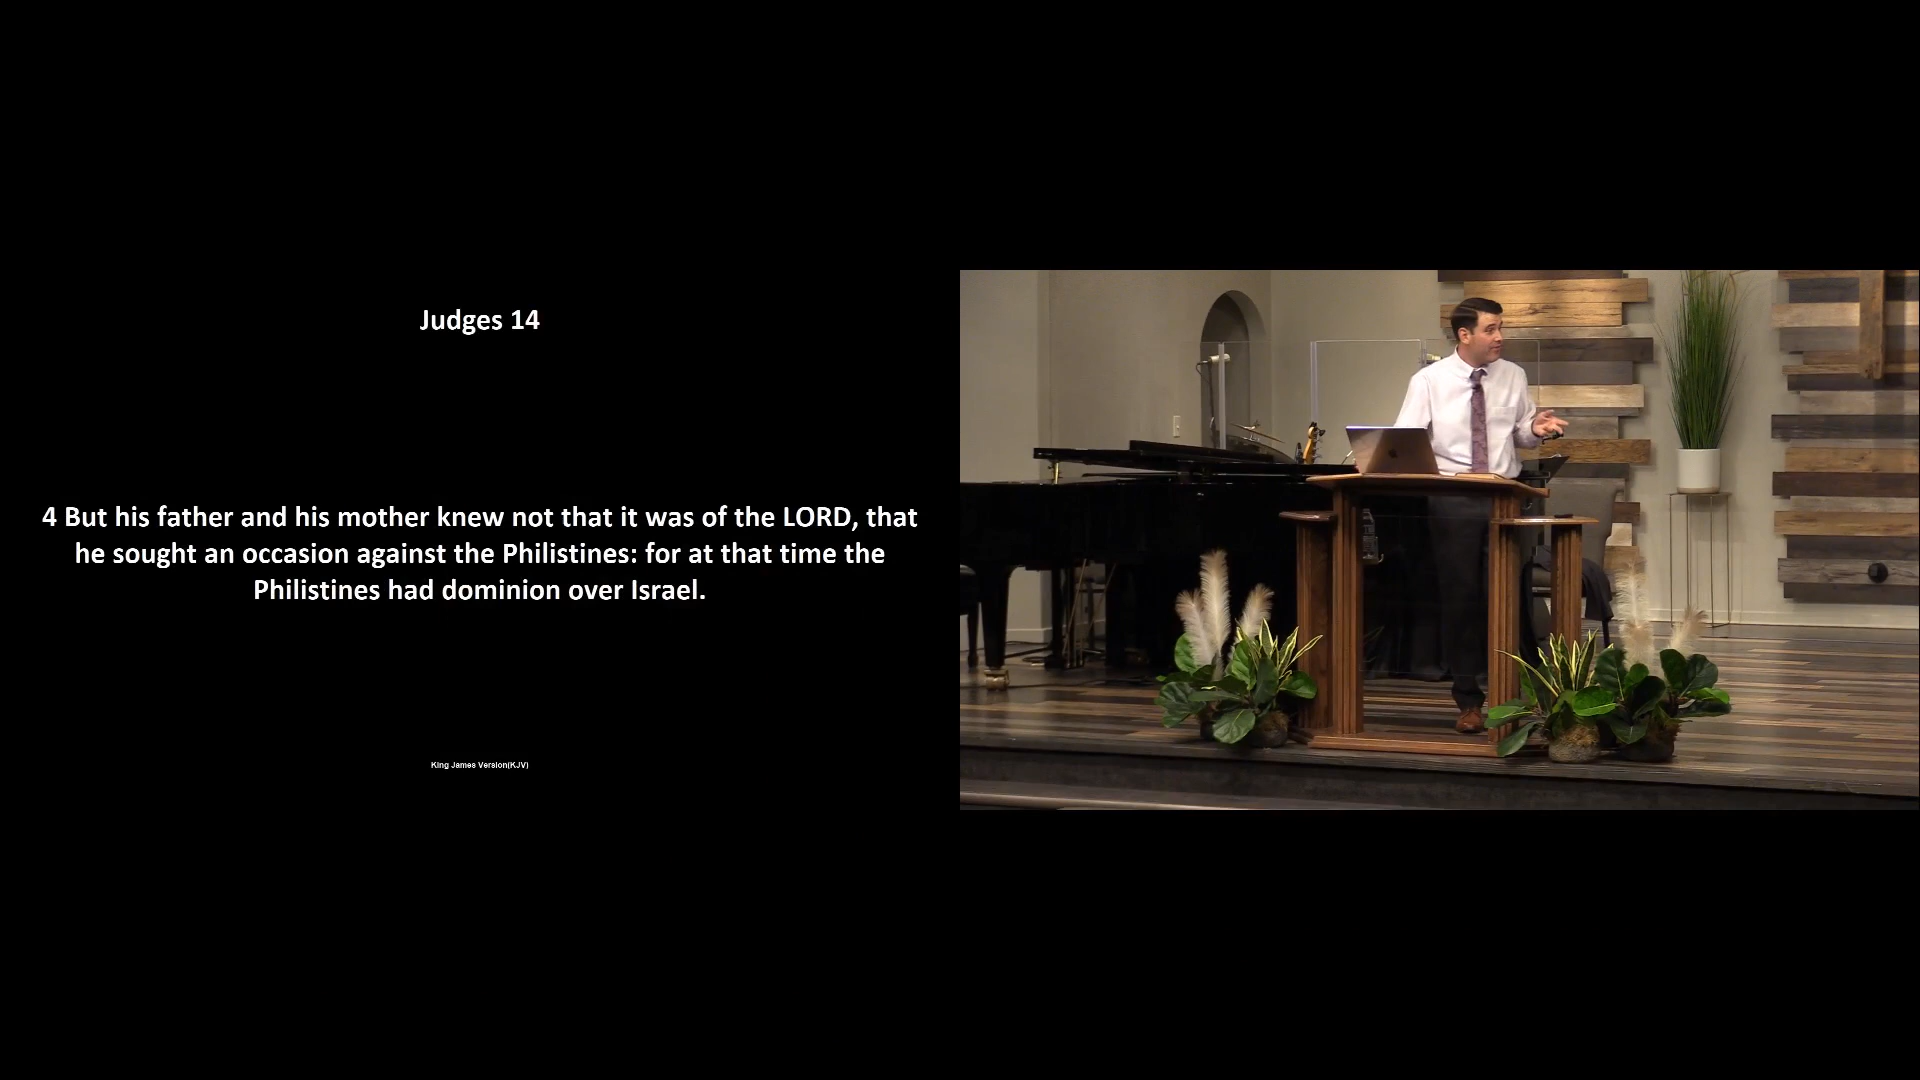 Judges 14
4 But his father and his mother knew not that it was of the LORD, that
he sought an occasion against the Philistines: for at that time the
Philistines had dominion over Israel.
King James Version(KJV)